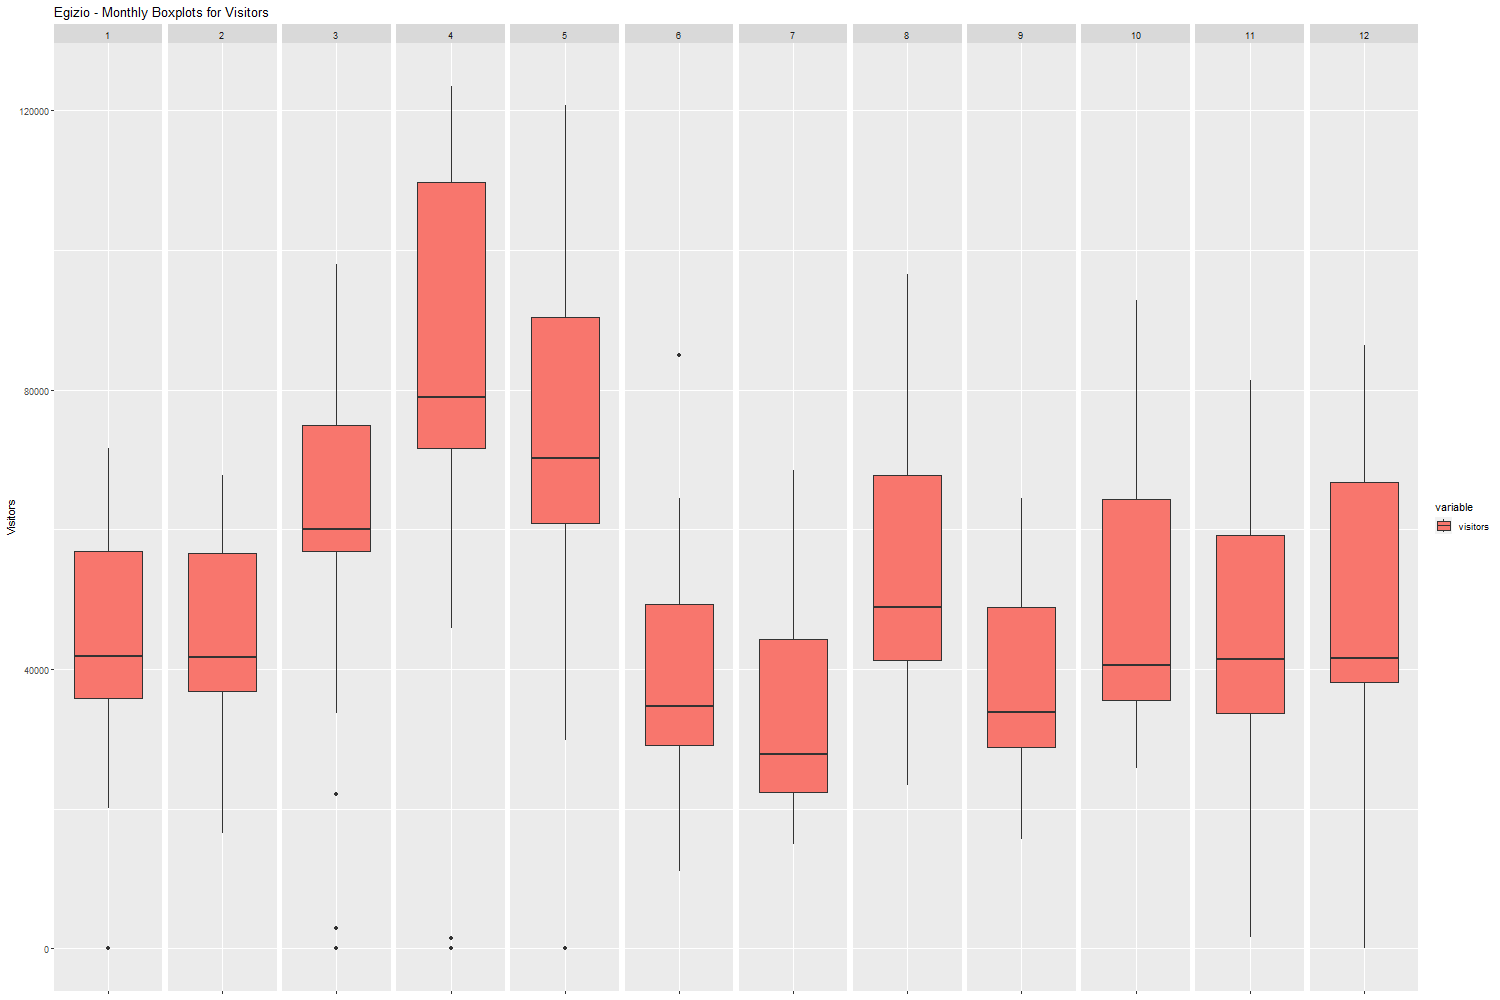 Egizio - Monthly Boxplots for Visitors
1 2 3 4 5 6 7 8 9 10 11 12
120000
80000
40000
0
Visitors
variable
visitors